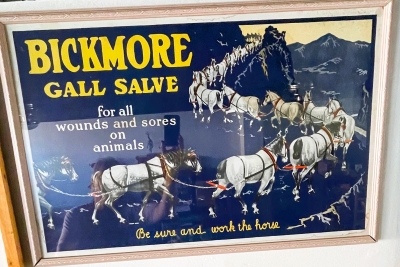 BICKMORE
GALL SALVE
for all
wounds and sores
on
animals
Be sure and work the horse